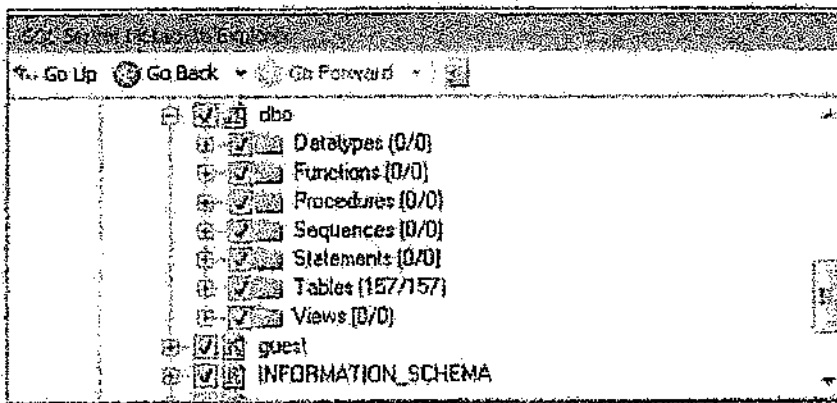 Go Up Go Back Go Forward
dbo
Datatypes (0/0)
Functions (0/0)
Procedures (0/0)
Sequences (0/0)
Statements (0/0)
Tables (157/157)
Views (0/0)
guest
INFORMATION_SCHEMA